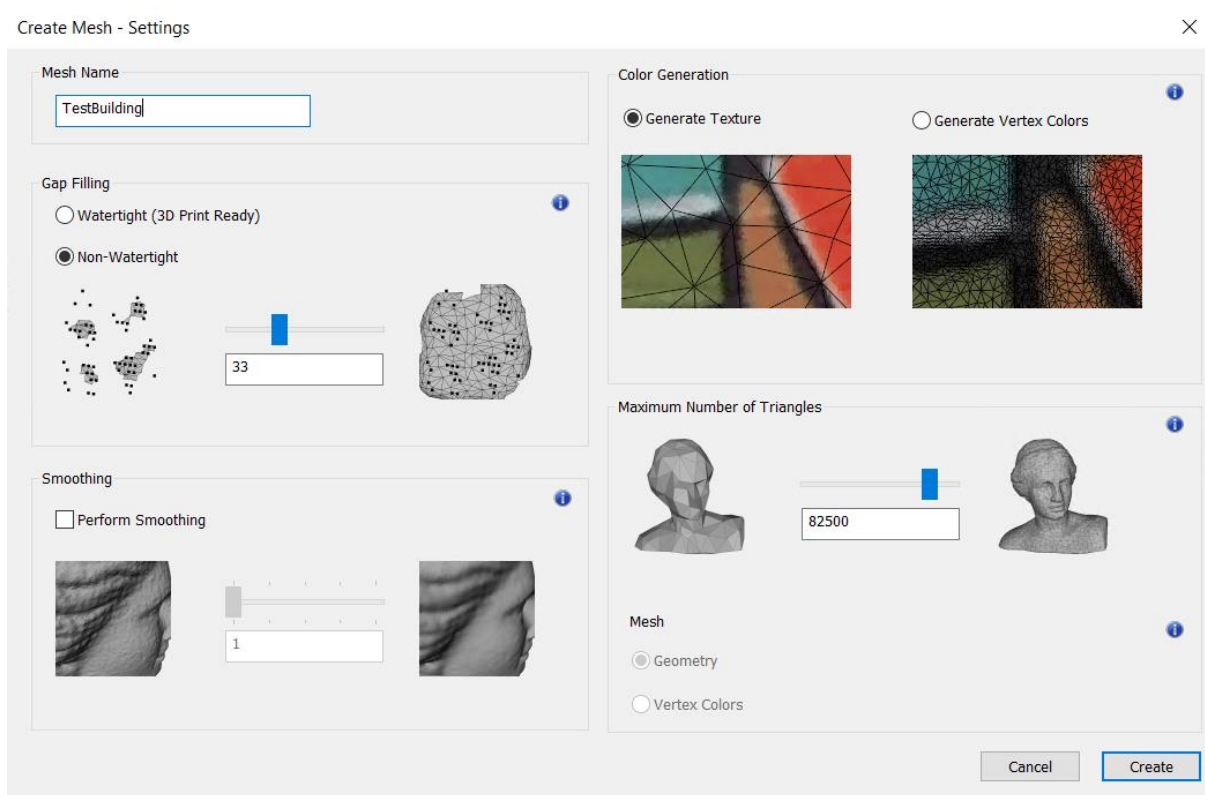 Create Mesh - Settings
Mesh Name
TestBuilding
Gap Filling
Watertight (3D Print Ready)
Non-Watertight
33
Smoothing
Perform Smoothing
1
Color Generation
Generate Texture
Generate Vertex Colors
Maximum Number of Triangles
82500
Mesh
Geometry
Vertex Colors
Cancel
Create